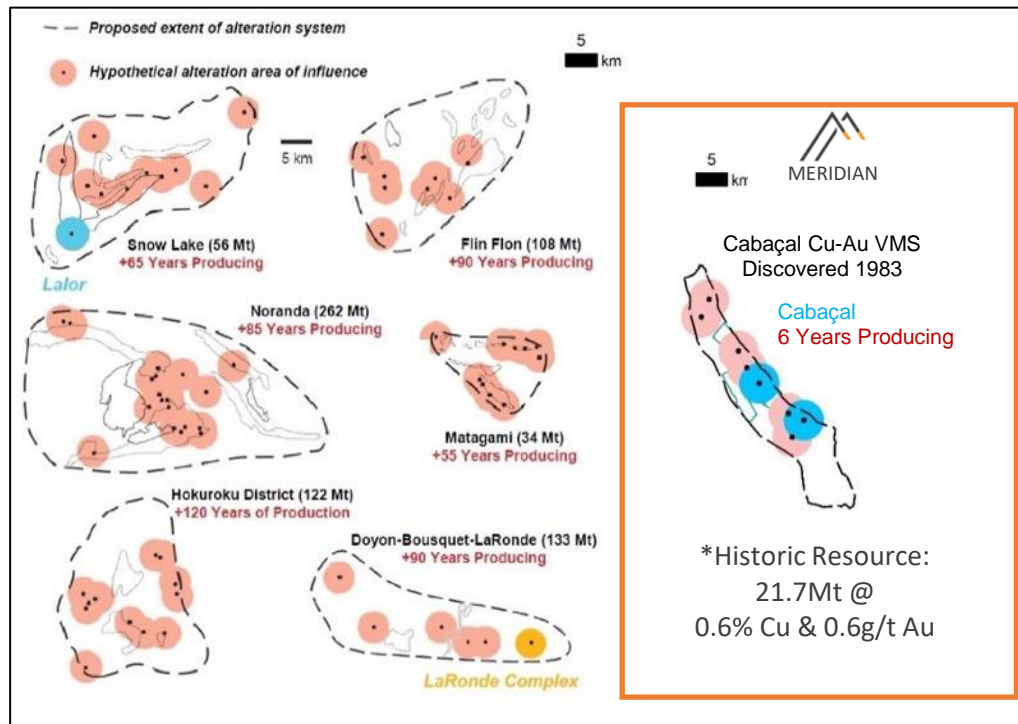 Proposed extent of alteration system
Hypothetical alteration area of influence
5
km
5 km
Snow Lake (56 Mt)
+65 Years Producing
Lalor
Flin Flon (108 Mt)
+90 Years Producing
Noranda (262 Mt)
+85 Years Producing
Matagami (34 Mt)
+55 Years Producing
Hokuroku District (122 Mt)
+120 Years of Production
Doyon-Bousquet-LaRonde (133 Mt)
+90 Years Producing
LaRonde Complex
MERIDIAN
5
km
Cabaçal Cu-Au VMS
Discovered 1983
Cabaçal
6 Years Producing
*Historic Resource:
21.7Mt @
0.6% Cu & 0.6g/t Au